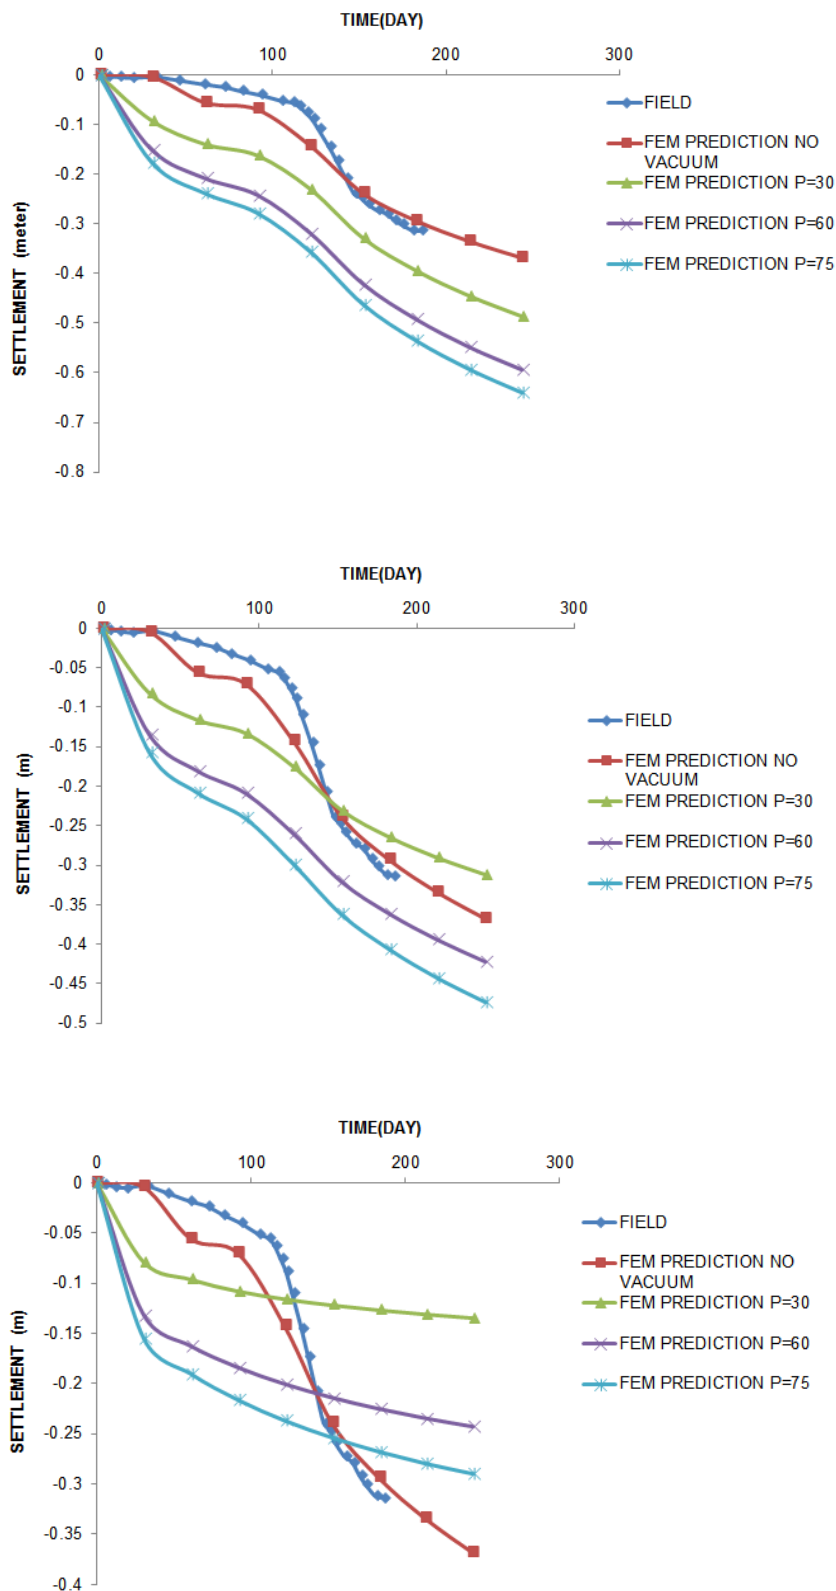 TIME(DAY)
0 100 200 300
0
-0.1
-0.2
-0.3
-0.4
-0.5
-0.6
-0.7
-0.8
SETTLEMENT (meter)
FIELD
FEM PREDICTION NO
VACUUM
FEM PREDICTION P=30
FEM PREDICTION P=60
FEM PREDICTION P=75
TIME(DAY)
0 100 200 300
0
-0.05
-0.1
-0.15
-0.2
-0.25
-0.3
-0.35
-0.4
-0.45
-0.5
SETTLEMENT (m)
FIELD
FEM PREDICTION NO
VACUUM
FEM PREDICTION P=30
FEM PREDICTION P=60
FEM PREDICTION P=75
TIME(DAY)
0 100 200 300
0
-0.05
-0.1
-0.15
-0.2
-0.25
-0.3
-0.35
-0.4
SETTLEMENT (m)
FIELD
FEM PREDICTION NO
VACUUM
FEM PREDICTION P=30
FEM PREDICTION P=60
FEM PREDICTION P=75